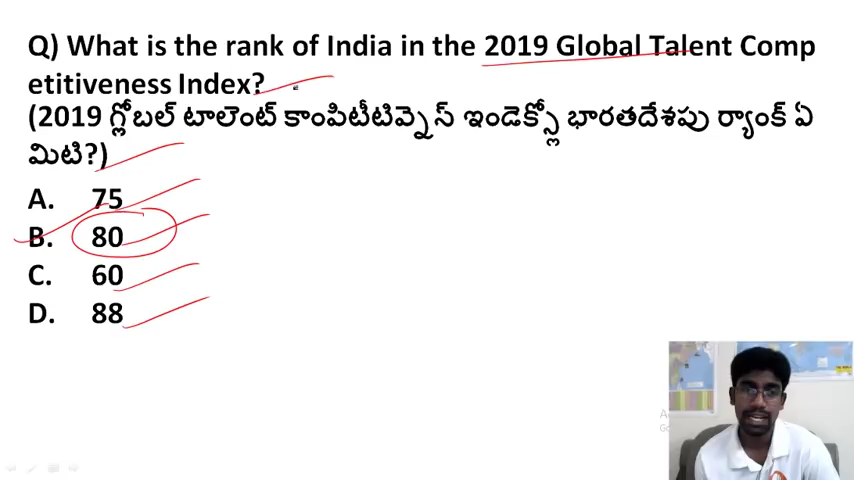 Q) What is the rank of India in the 2019 Global Talent Comp
etitiveness Index?
(2019 గ్లోబల్ టాలెంట్ కాంపిటీటివ్నెస్ ఇండెక్స్లో భారతదేశపు ర్యాంక్ ఏ
మిటి?)
A. 75
B. 80
C. 60
D. 88